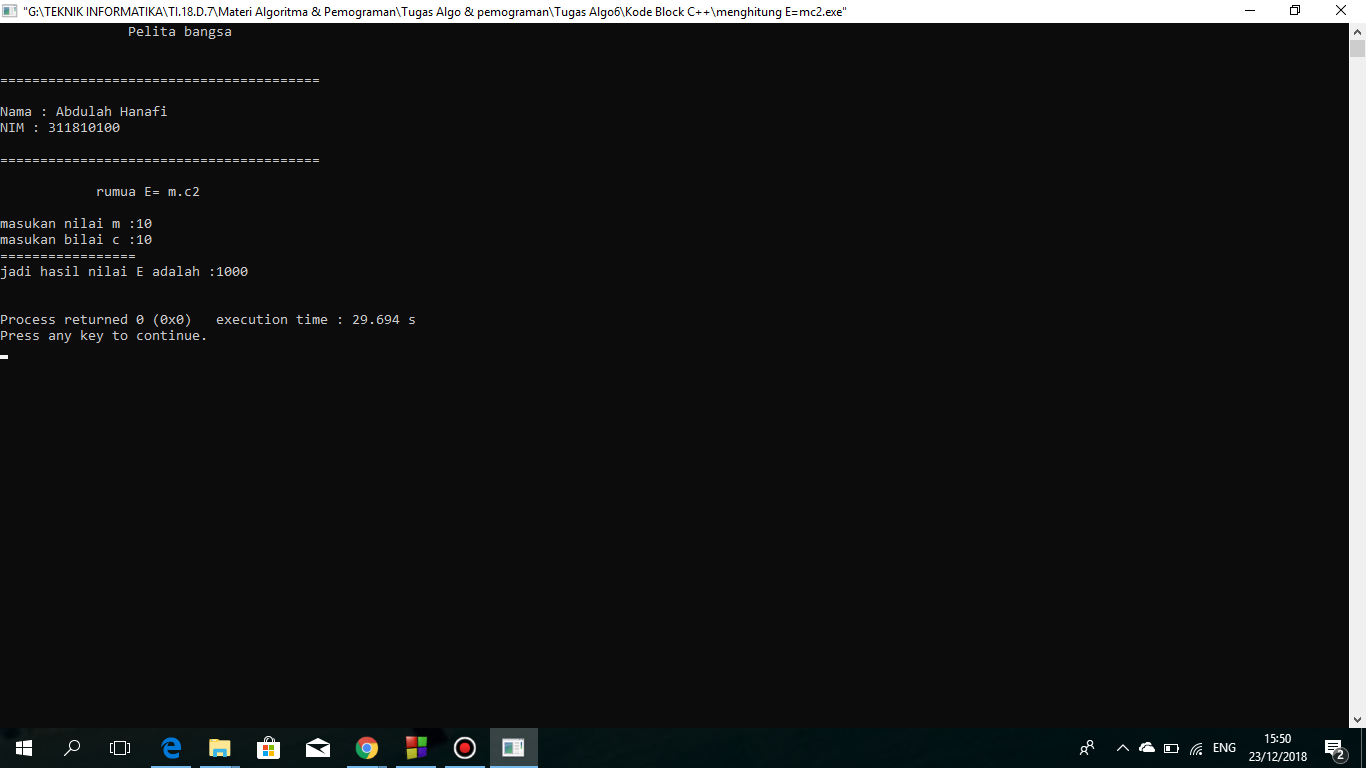 "G:\TEKNIK INFORMATIKA\TI.18.D.7\Materi Algoritma & Pemograman\Tugas Algo & pemograman\Tugas Algo6\Kode Block C++\menghitung E=mc2.exe"
Pelita bangsa
========================================
Nama : Abdulah Hanafi
NIM : 311810100
========================================
rumua E= m.c2
masukan nilai m :10
masukan bilai c :10
=================
jadi hasil nilai E adalah :1000
Process returned 0 (0x0)   execution time : 29.694 s
Press any key to continue.
ENG
15:50
23/12/2018
2